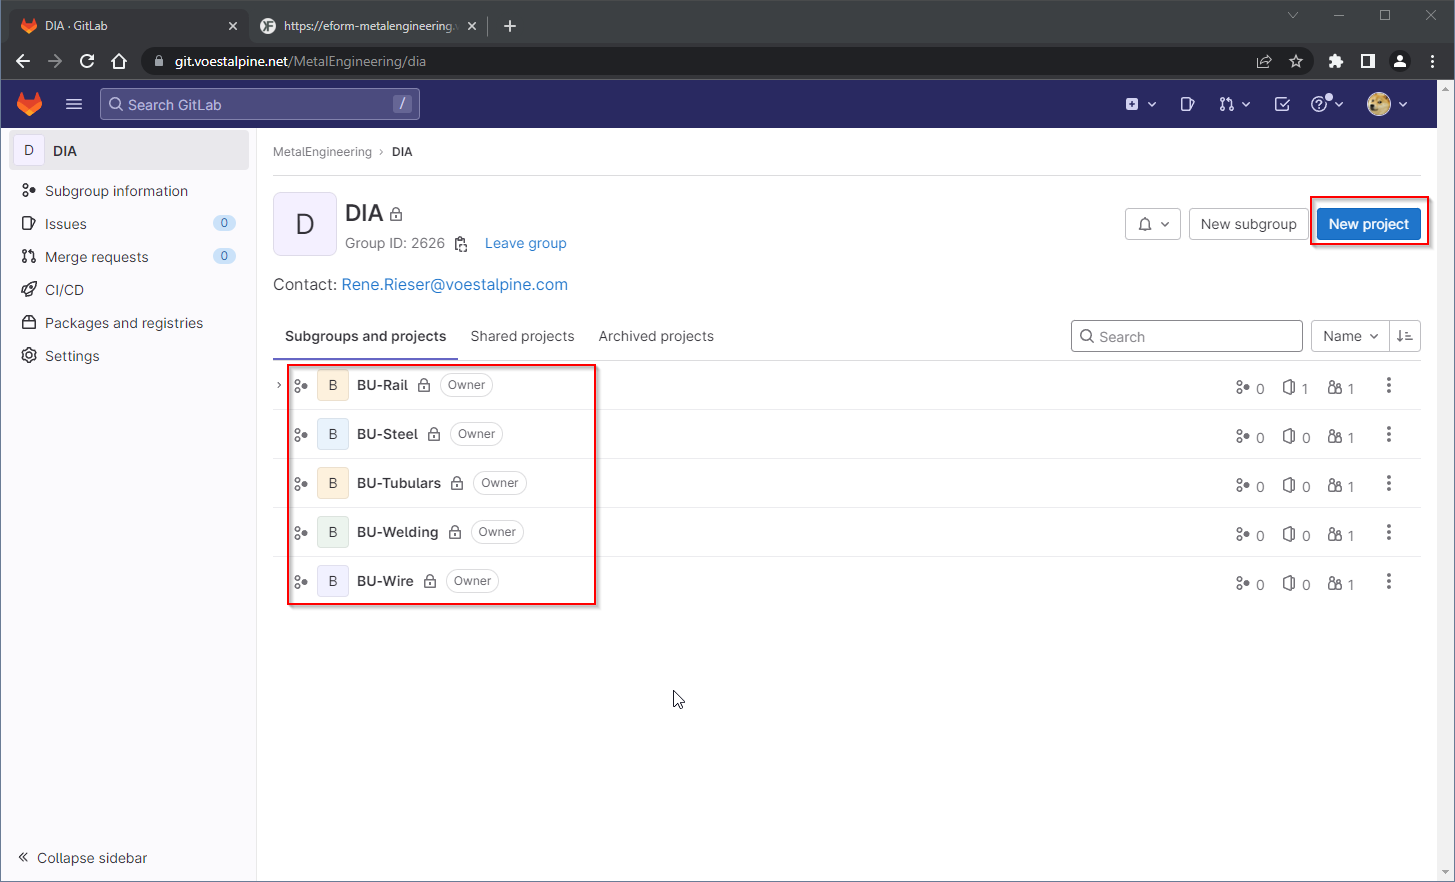 DIA · GitLab
https://eform-metalengineering.
git.voestalpine.net/MetalEngineering/dia
Search GitLab /
D DIA
Subgroup information
Issues 0
Merge requests 0
CI/CD
Packages and registries
Settings
Collapse sidebar
MetalEngineering › DIA
D
DIA
Group ID: 2626 Leave group
New subgroup
New project
Contact: Rene.Rieser@voestalpine.com
Subgroups and projects Shared projects Archived projects
Search
Name
B BU-Rail Owner 0 1 1
B BU-Steel Owner 0 0 1
B BU-Tubulars Owner 0 0 1
B BU-Welding Owner 0 0 1
B BU-Wire Owner 0 0 1